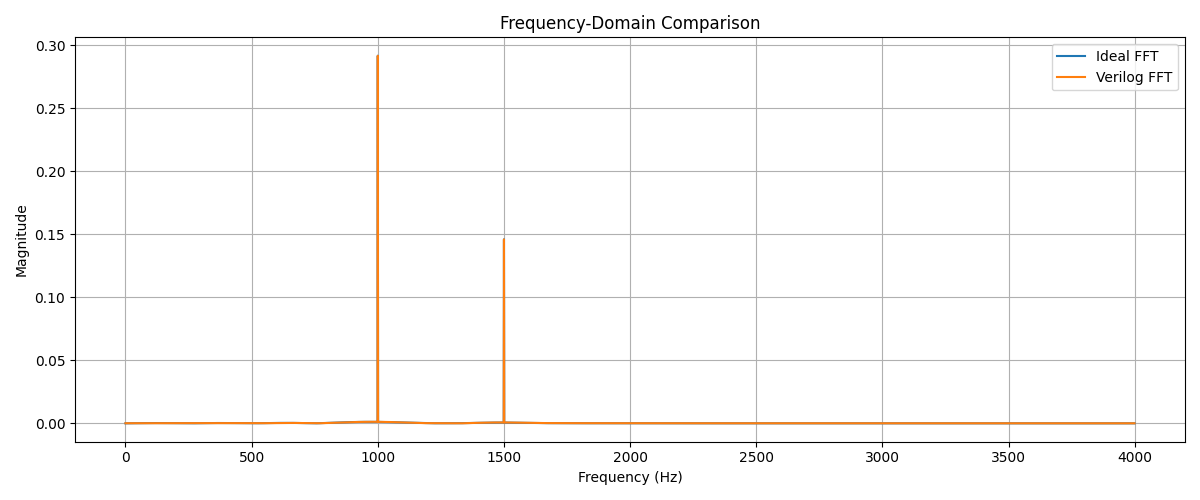 Frequency-Domain Comparison
Ideal FFT
Verilog FFT
Magnitude
0.30
0.25
0.20
0.15
0.10
0.05
0.00
0 500 1000 1500 2000 2500 3000 3500 4000
Frequency (Hz)